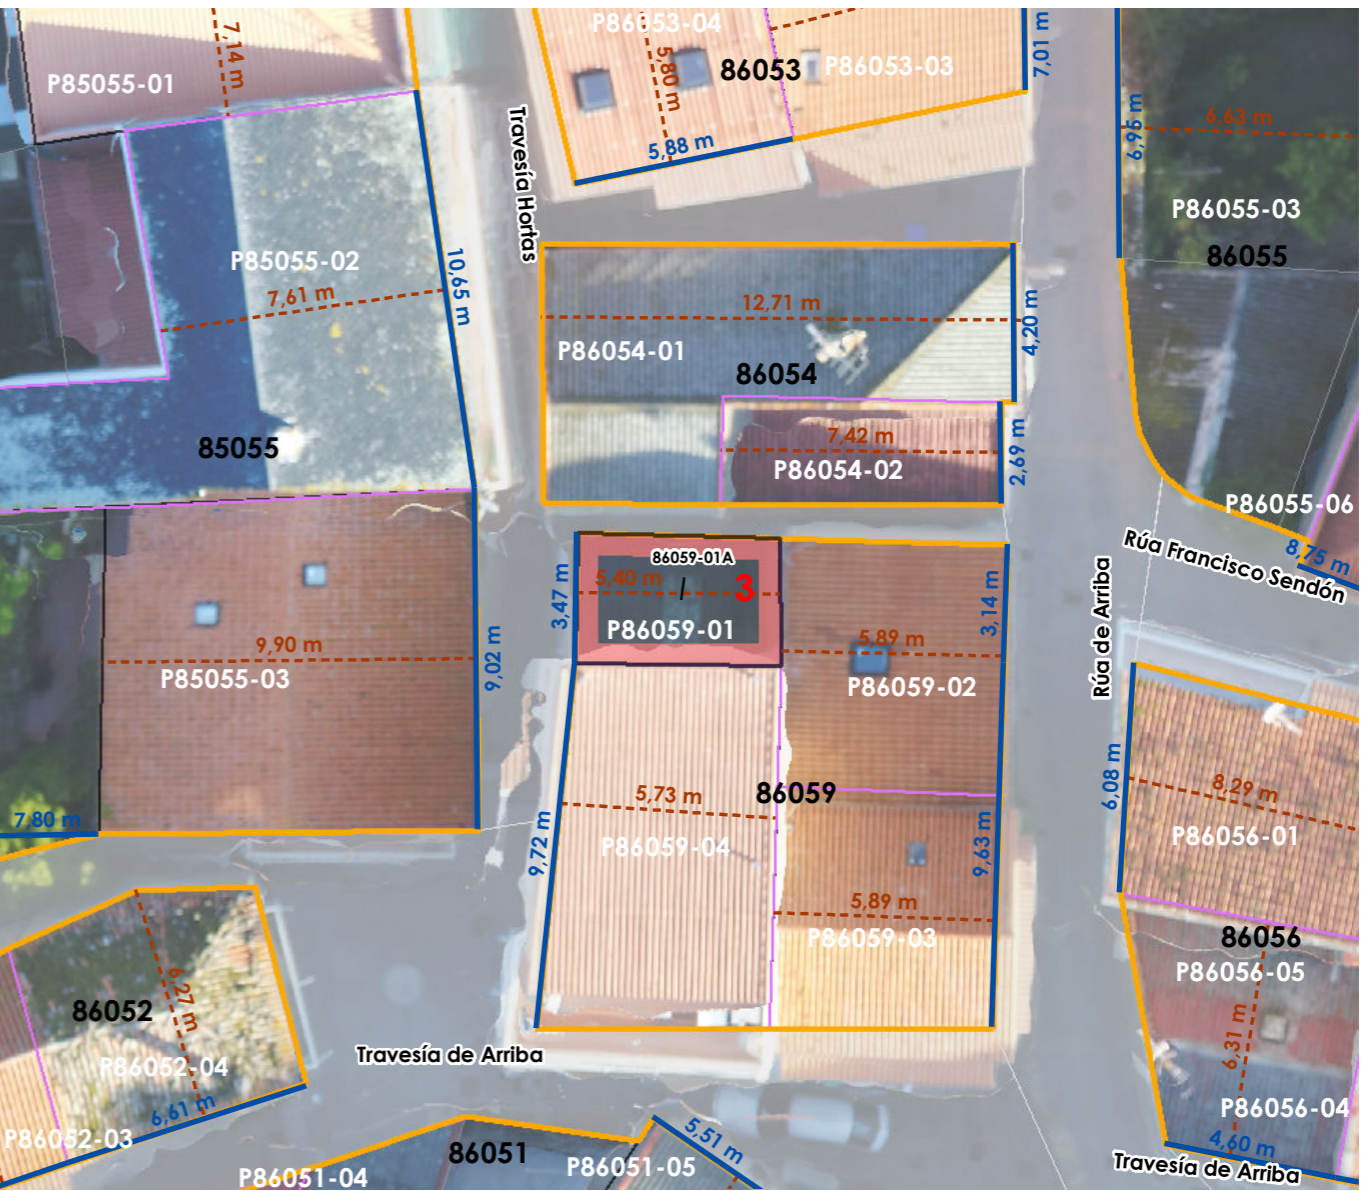 P86053-04
7,14 m
P85055-01
5,80 m
86053
P86053-03
7,01 m
5,88 m
6,95 m
6,63 m
P86055-03
86055
Travesía Hortas
P85055-02
7,61 m
10,65 m
12,71 m
4,20 m
P86054-01
86054
85055
7,42 m
P86054-02
2,69 m
P86055-06
Rúa Francisco Sendón
8,75 m
86059-01A
5,40 m
3
3,47 m
P86059-01
3,14 m
Rúa de Arriba
9,90 m
P85055-03
9,02 m
5,89 m
P86059-02
5,73 m
86059
6,08 m
8,29 m
P86056-01
7,80 m
9,72 m
P86059-04
9,63 m
5,89 m
P86059-03
86056
P86056-05
6,27 m
86052
P86052-04
6,31 m
Travesía de Arriba
6,61 m
P86052-03
P86056-04
4,60 m
86051
P86051-04
P86051-05
5,51 m
Travesía de Arriba